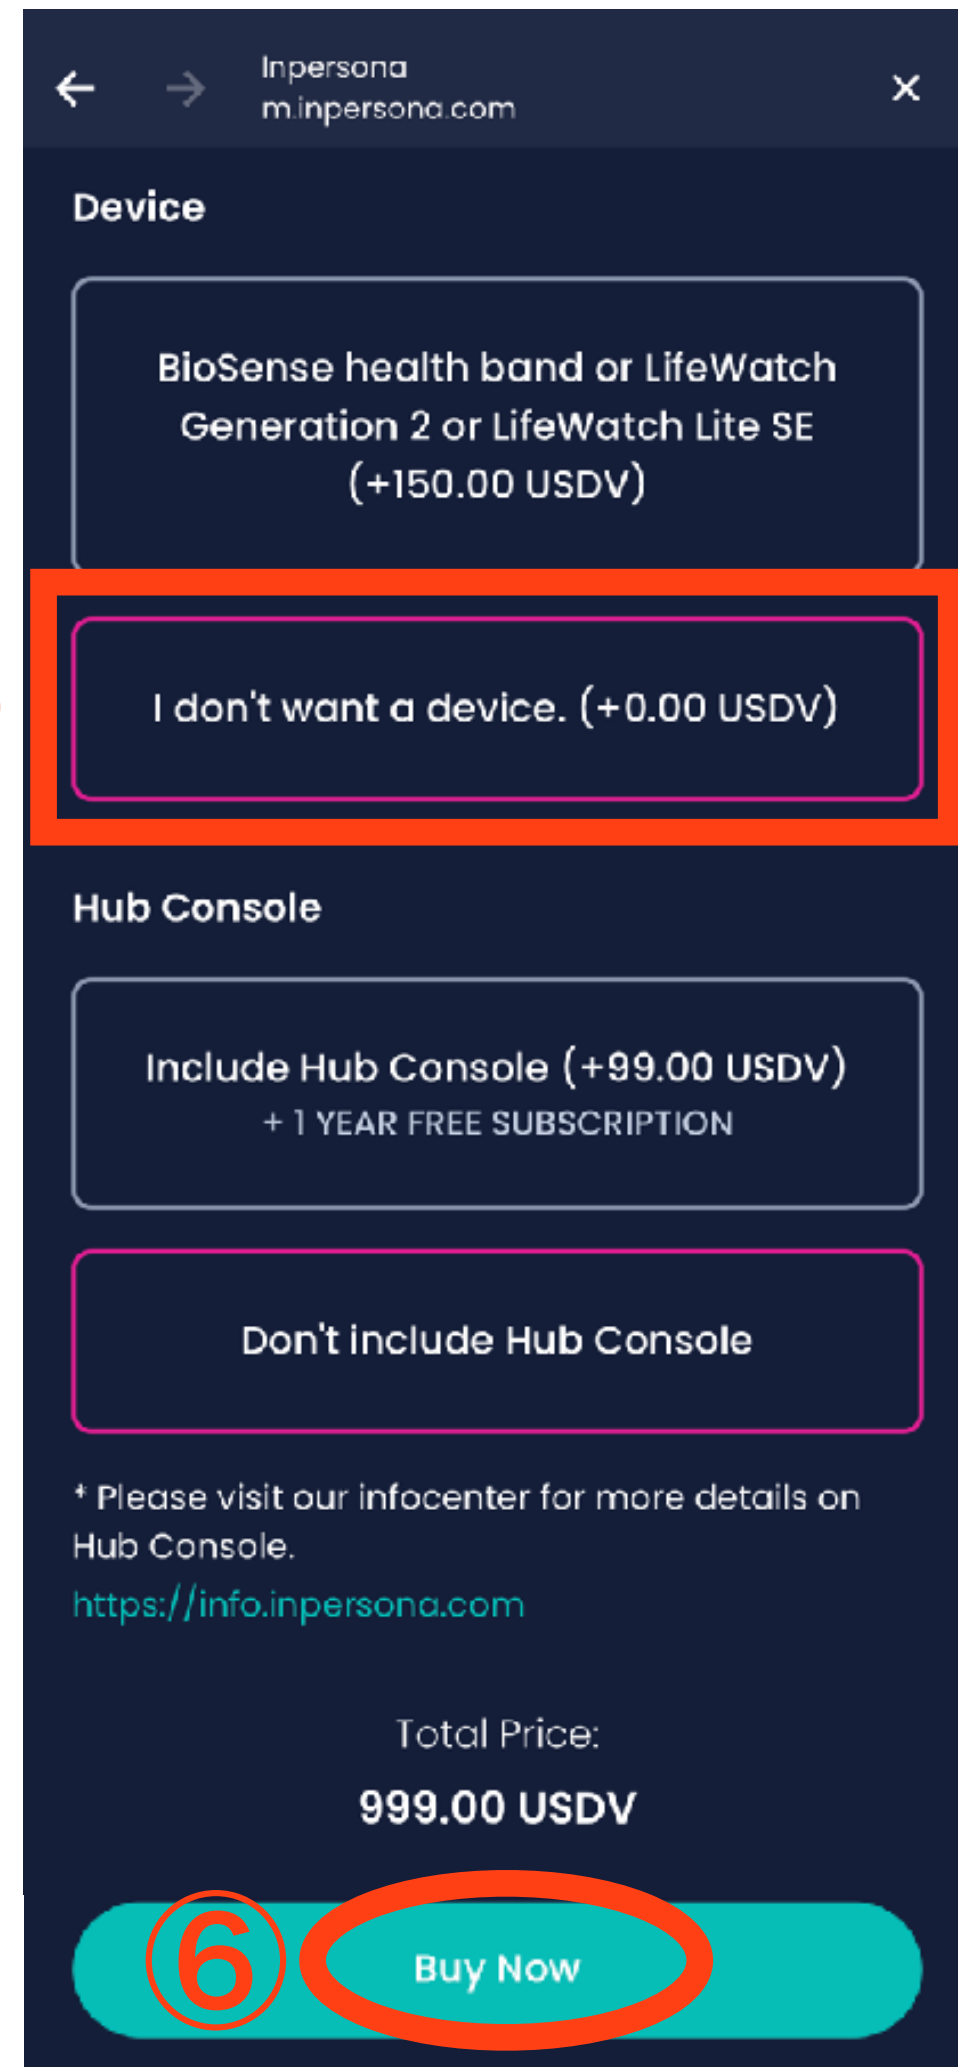 Inpersona
m.inpersona.com
Device
BioSense health band or LifeWatch
Generation 2 or LifeWatch Lite SE
(+150.00 USDV)
I don't want a device. (+0.00 USDV)
Hub Console
Include Hub Console (+99.00 USDV)
+ 1 YEAR FREE SUBSCRIPTION
Don't include Hub Console
* Please visit our infocenter for more details on
Hub Console.
https://info.inpersona.com
Total Price:
999.00 USDV
⑥ Buy Now